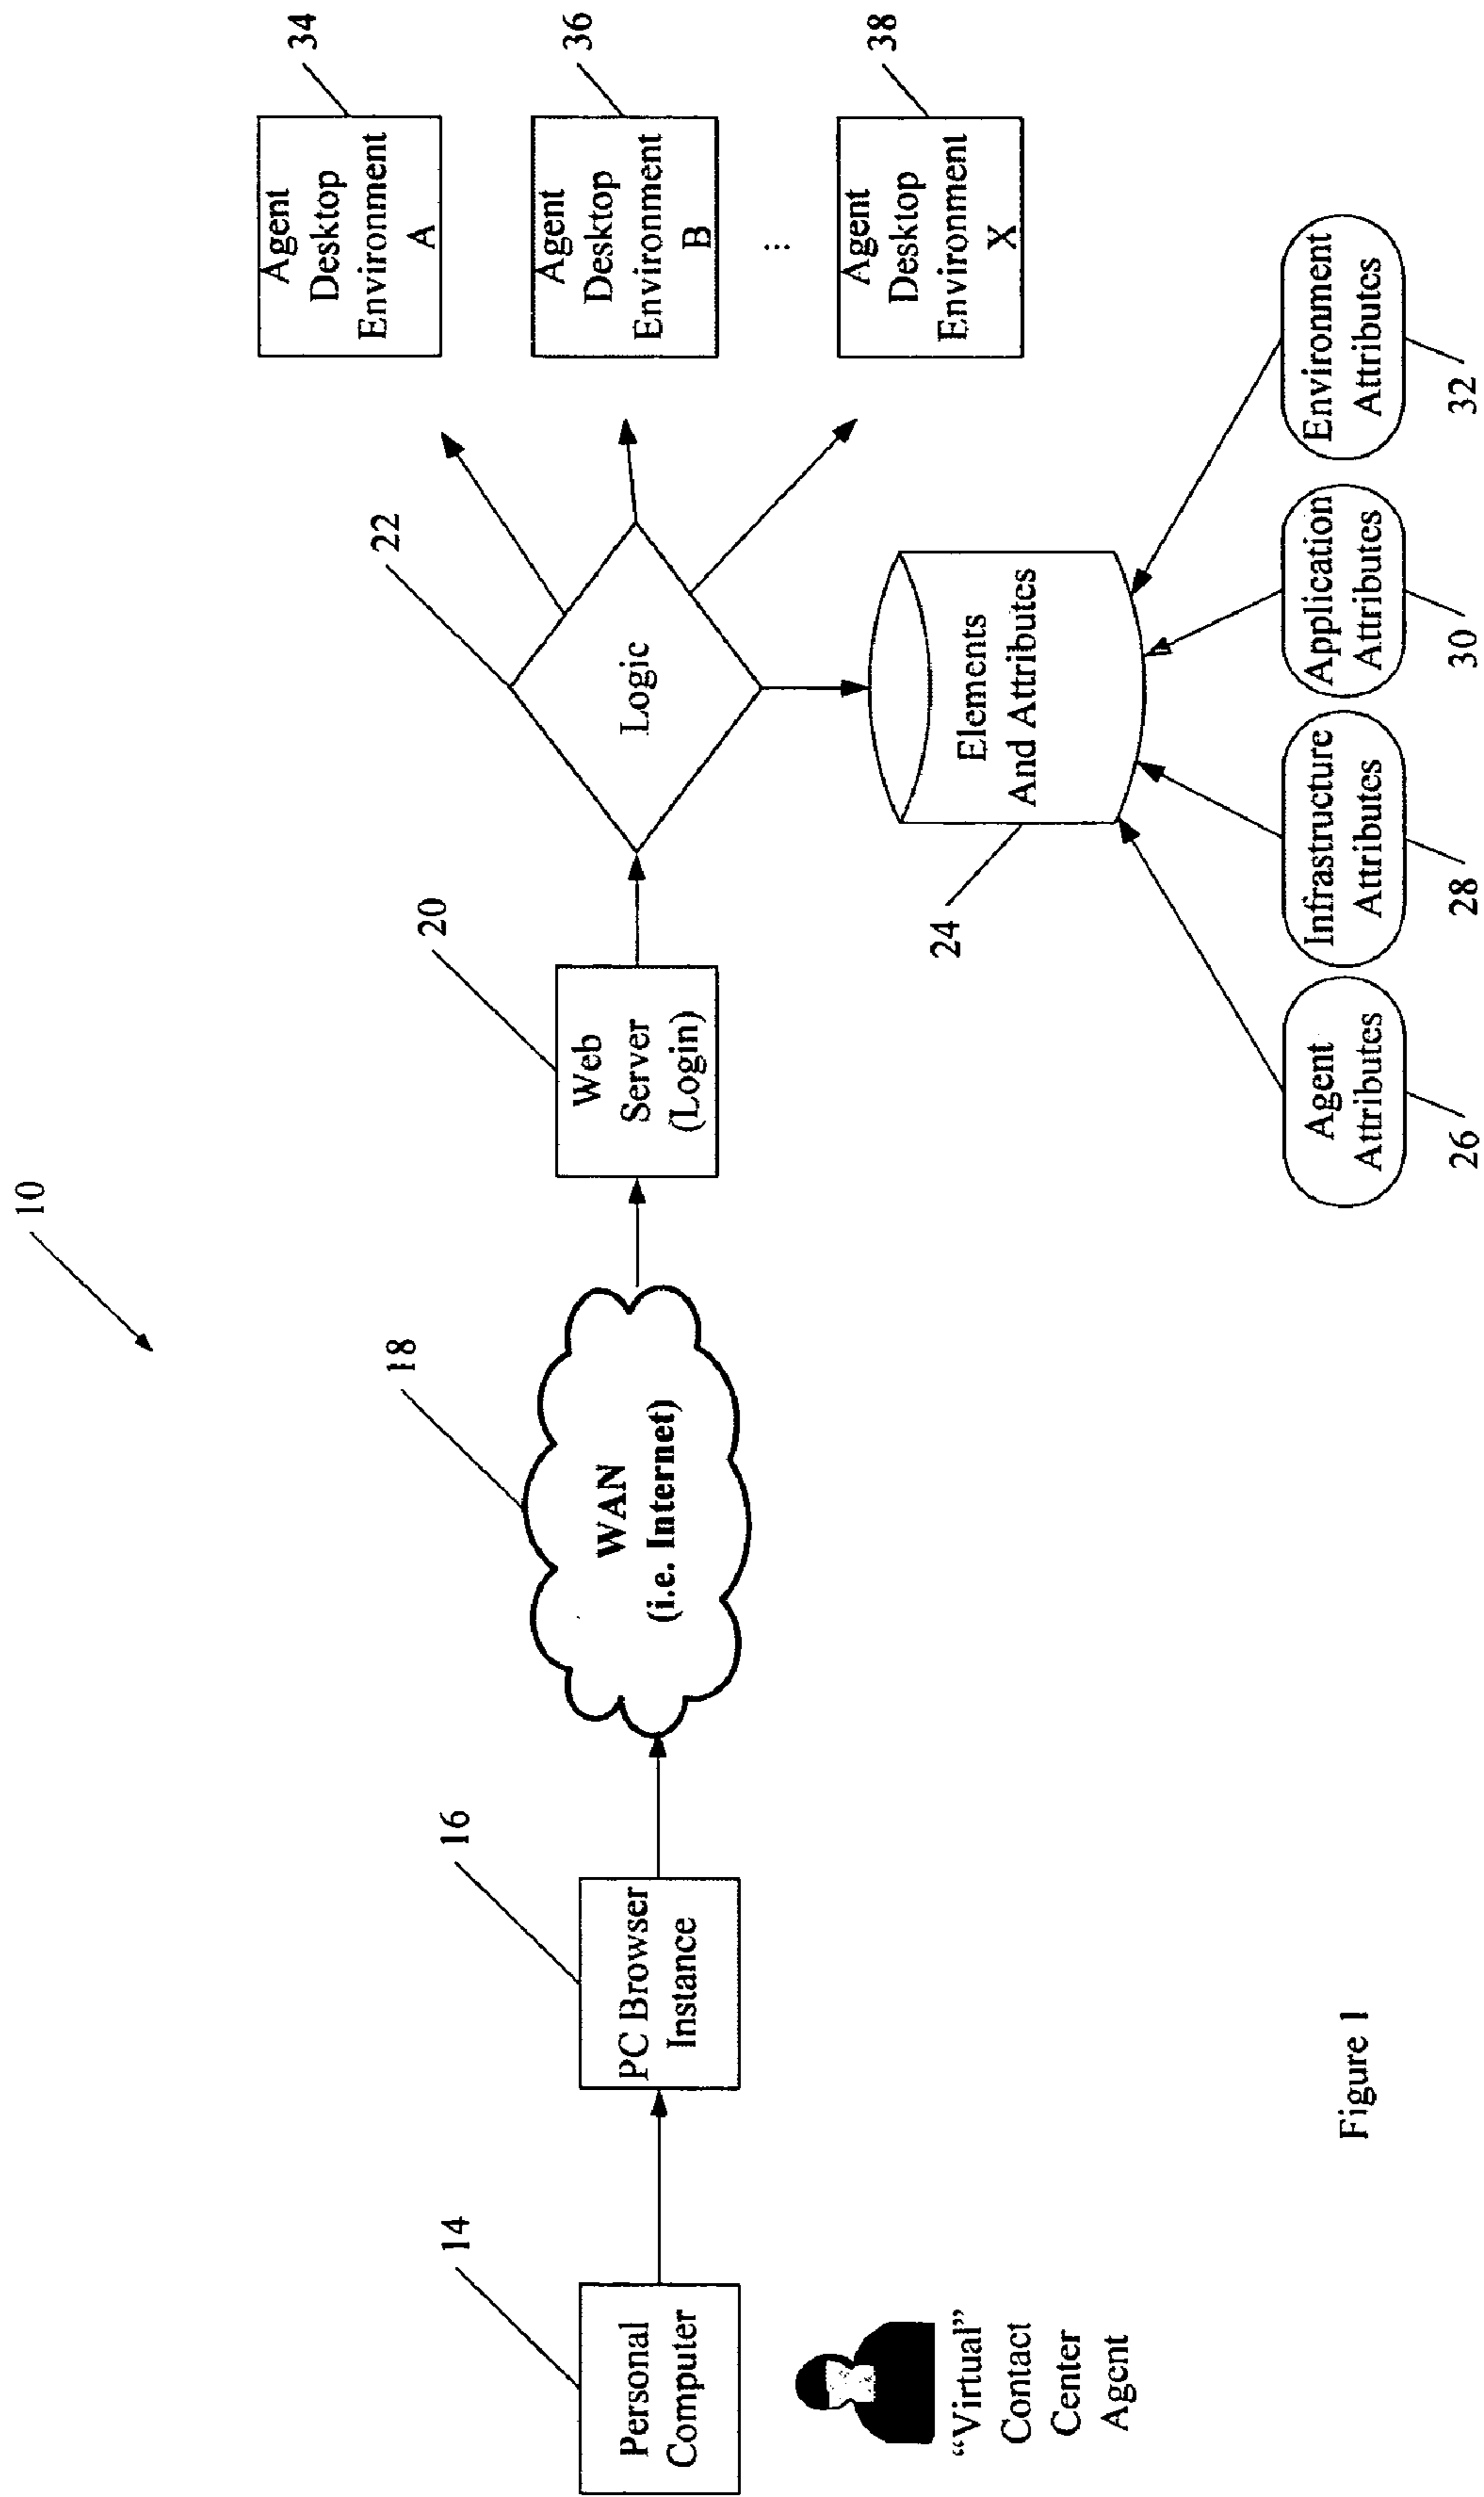 10
14
Personal
Computer
"Virtual"
Contact
Center
Agent
16
PC Browser
Instance
18
WAN
(i.e. Internet)
20
Web
Server
(Login)
22
Logic
24
Elements
And Attributes
Agent
Attributes
26
Infrastructure
Attributes
28
Application
Attributes
30
Environment
Attributes
32
Agent
Desktop
Environment
A
34
Agent
Desktop
Environment
B
36
...
Agent
Desktop
Environment
X
38
Figure 1